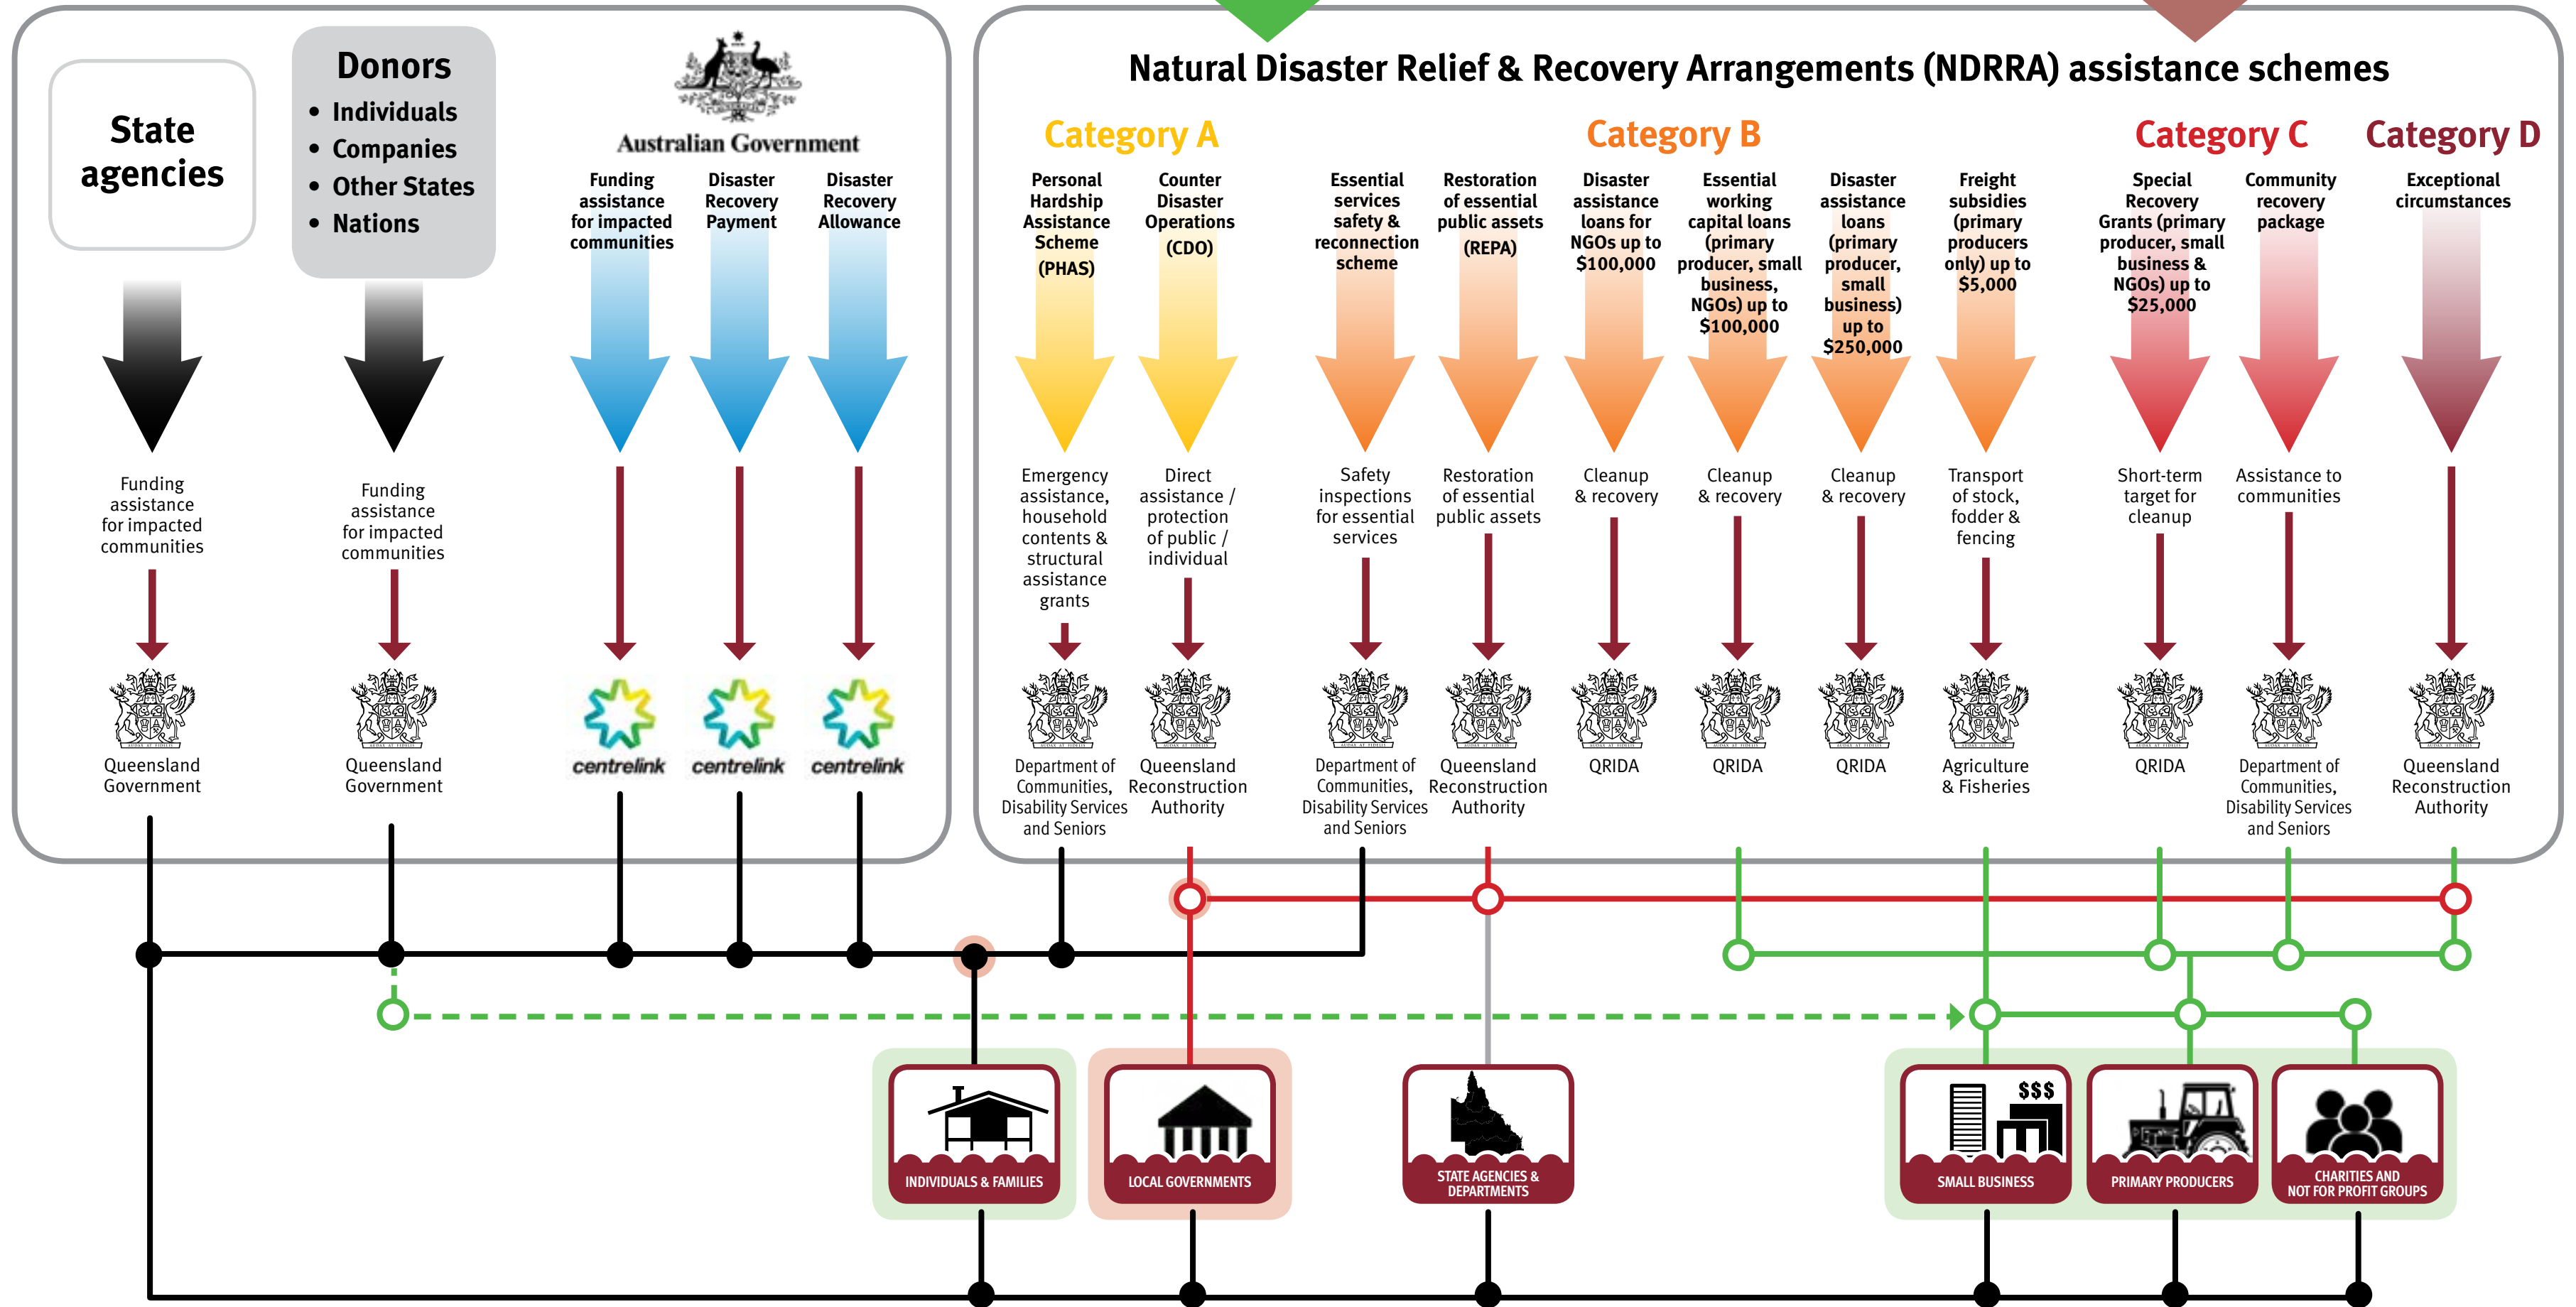 State
agencies
Donors
• Individuals
• Companies
• Other States
• Nations
Australian Government
Funding
assistance
for impacted
communities
Disaster
Recovery
Payment
Disaster
Recovery
Allowance
Funding
assistance
for impacted
communities
Funding
assistance
for impacted
communities
Queensland
Government
Queensland
Government
centrelink
centrelink
centrelink
Natural Disaster Relief & Recovery Arrangements (NDRRA) assistance schemes
Category A
Category B
Category C
Category D
Personal
Hardship
Assistance
Scheme
(PHAS)
Counter
Disaster
Operations
(CDO)
Essential
services
safety &
reconnection
scheme
Restoration
of essential
public assets
(REPA)
Disaster
assistance
loans for
NGOs up to
$100,000
Essential
working
capital loans
(primary
producer, small
business,
NGOs) up to
$100,000
Disaster
assistance
loans
(primary
producer,
small
business)
up to
$250,000
Freight
subsidies
(primary
producers
only) up to
$5,000
Special
Recovery
Grants (primary
producer, small
business &
NGOs) up to
$25,000
Community
recovery
package
Exceptional
circumstances
Emergency
assistance,
household
contents &
structural
assistance
grants
Direct
assistance /
protection
of public /
individual
Safety
inspections
for essential
services
Restoration
of essential
public assets
Cleanup
& recovery
Cleanup
& recovery
Cleanup
& recovery
Transport
of stock,
fodder &
fencing
Short-term
target for
cleanup
Assistance to
communities
Department of
Communities,
Disability Services
and Seniors
Queensland
Reconstruction
Authority
Department of
Communities,
Disability Services
and Seniors
Queensland
Reconstruction
Authority
QRIDA
QRIDA
QRIDA
Agriculture
& Fisheries
QRIDA
Department of
Communities,
Disability Services
and Seniors
Queensland
Reconstruction
Authority
INDIVIDUALS & FAMILIES
LOCAL GOVERNMENTS
STATE AGENCIES &
DEPARTMENTS
$$$
SMALL BUSINESS
PRIMARY PRODUCERS
CHARITIES AND
NOT FOR PROFIT GROUPS